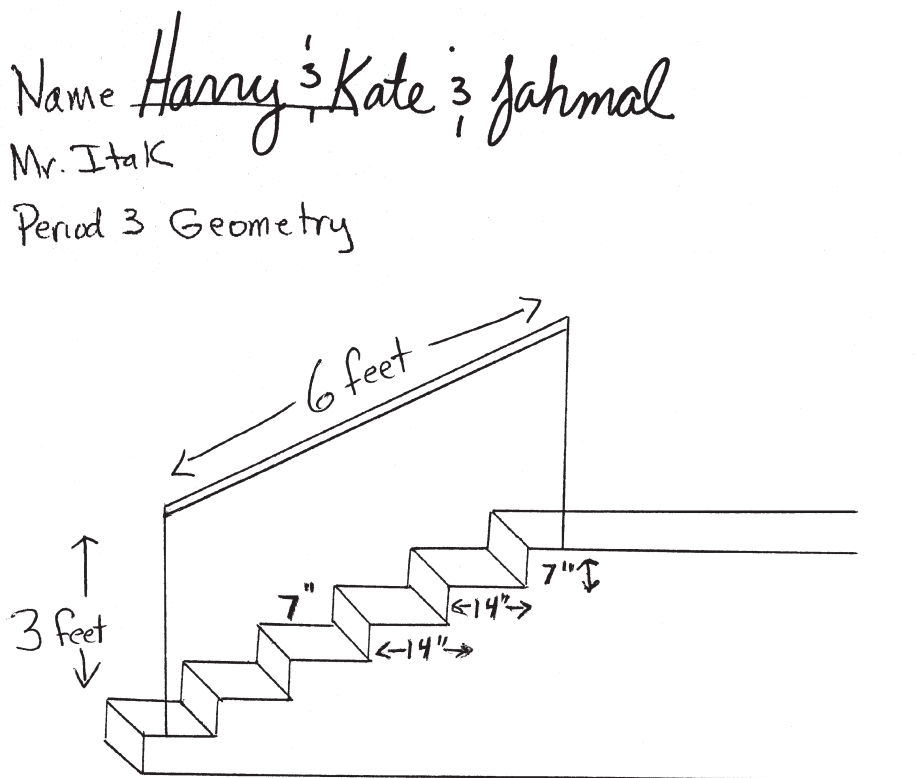 Name Harry & Kate & Jahmal
Mr. Itak
Period 3 Geometry
6 feet
3 feet
7"
7"
14"
14"